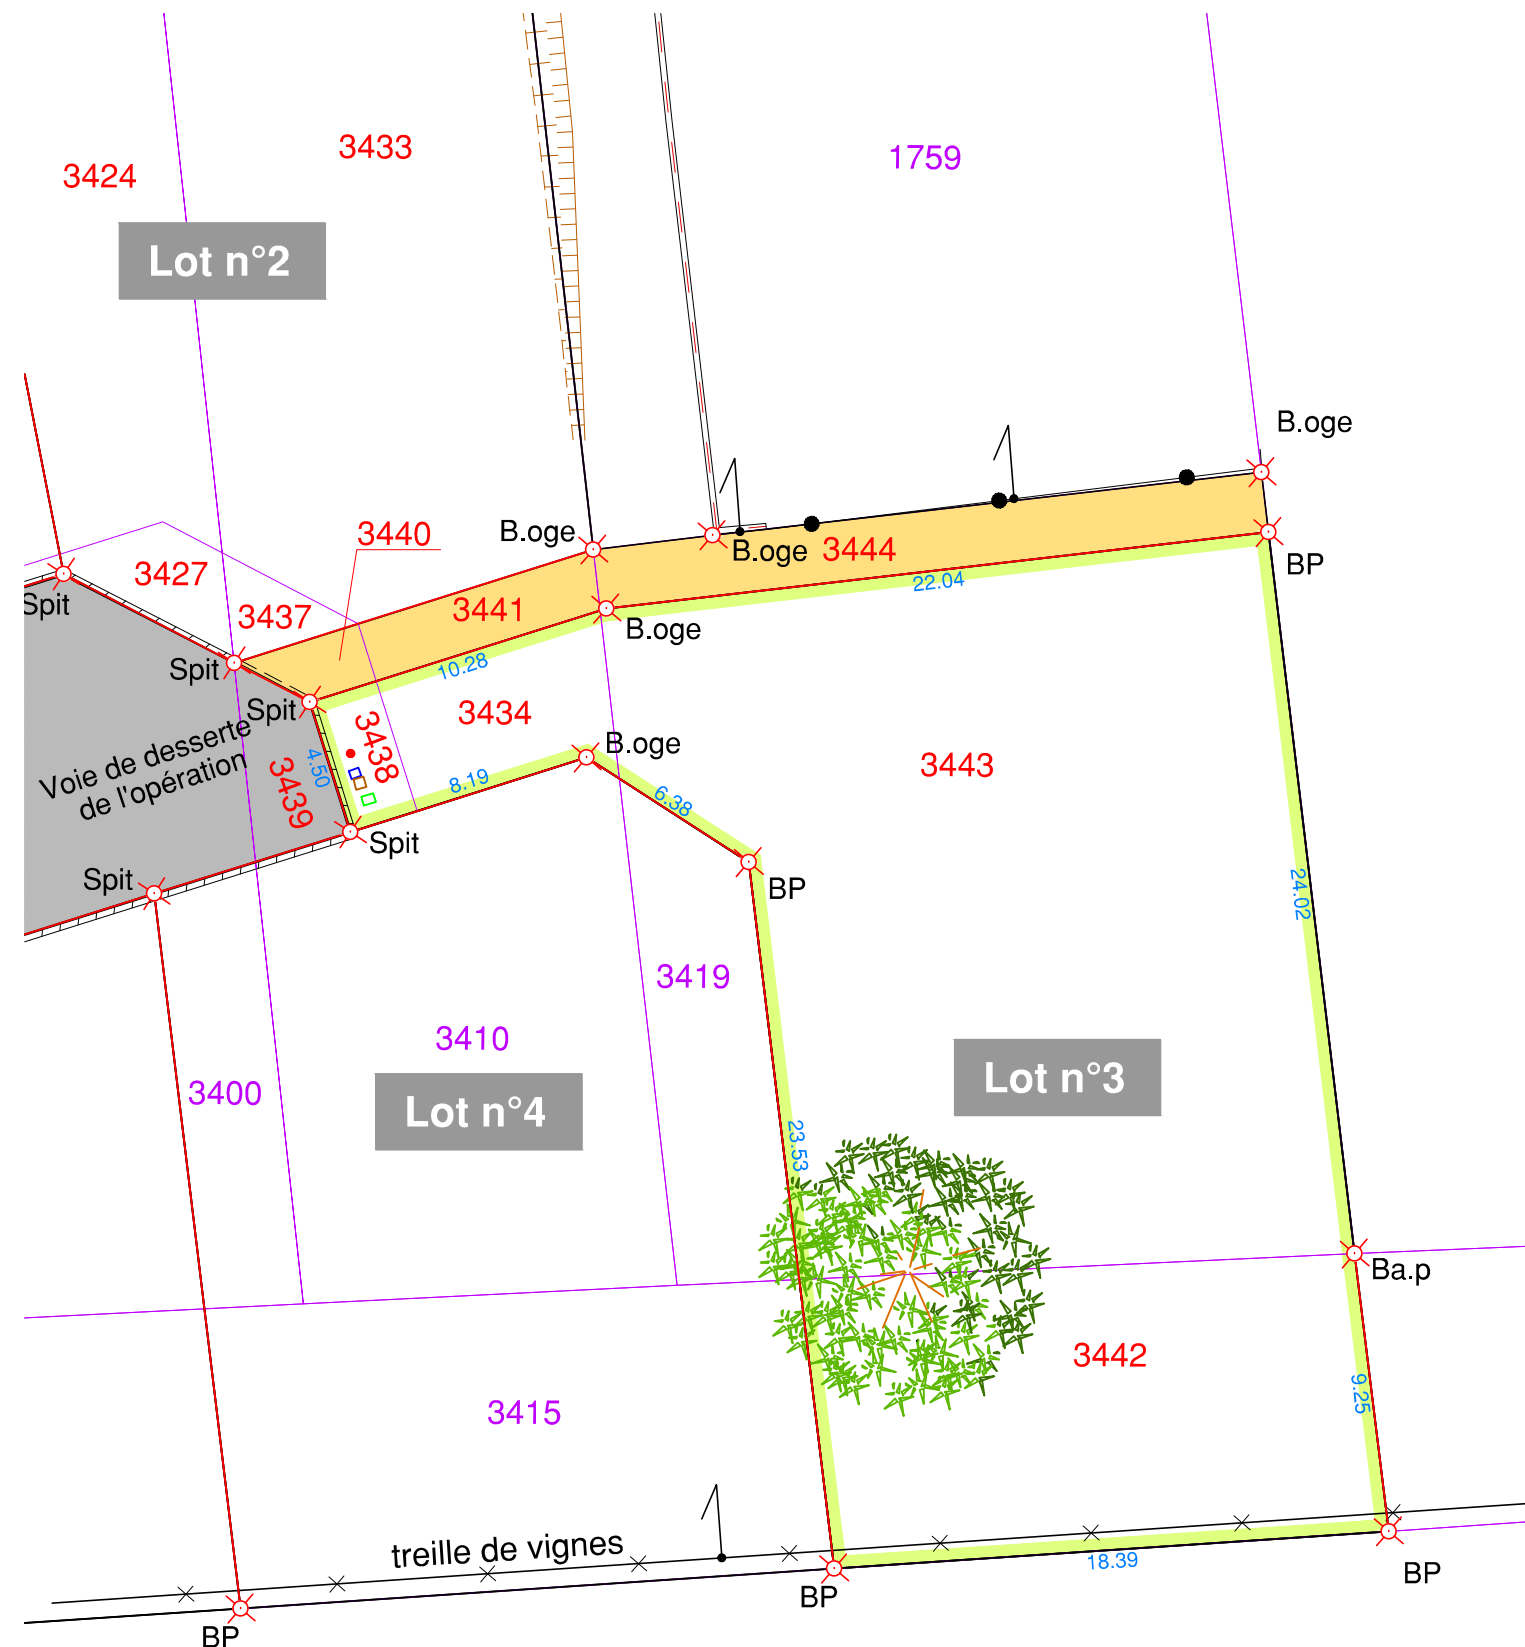 3433
1759
3424
Lot n°2
B.oge
B.oge
3440
B.oge
3444
BP
3427
22.04
Spit
3437
3441
B.oge
Spit
10.28
Spit
3434
3438
B.oge
Voie de desserte
de l'opération
4.50
3439
8.19
3443
6.38
Spit
Spit
BP
24.02
3419
3410
Lot n°3
3400
Lot n°4
23.53
Ba.p
3442
9.25
3415
treille de vignes
18.39
BP
BP
BP